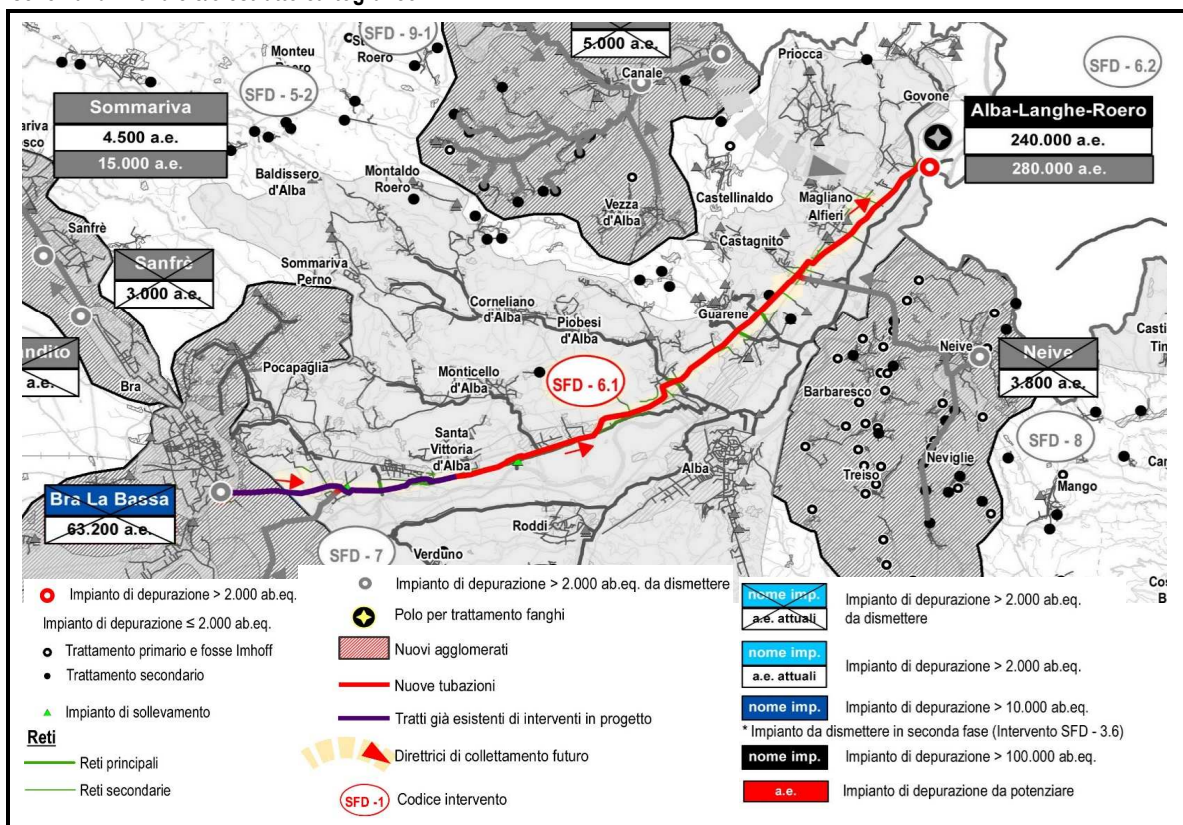 SFD - 9-1
5.000 a.e.
Priocca
SFD - 6.2
Monteu
Roero
SFD - 5-2
Canale
Govone
Sommariva
4.500 a.e.
15.000 a.e.
Alba-Langhe-Roero
240.000 a.e.
280.000 a.e.
Baldissero
d'Alba
Montaldo
Roero
Castellinaldo
Magliano
Alfieri
Vezza
d'Alba
Castagnito
Sanfrè
Sanfrè
3.000 a.e.
Sommariva
Perno
Corneliano
d'Alba
Piobesi
d'Alba
Guarene
Neive
Neive
3.800 a.e.
a.e.
Bra
Pocapaglia
Monticello
d'Alba
SFD - 6.1
Barbaresco
SFD - 8
Santa
Vittoria
d'Alba
Alba
Treiso
Neviglie
Mango
Bra La Bassa
63.200 a.e.
Roddi
SFD - 7
Verduno
Impianto di depurazione > 2.000 ab.eq.
Impianto di depurazione ≤ 2.000 ab.eq.
Trattamento primario e fosse Imhoff
Trattamento secondario
Impianto di sollevamento
Reti
Reti principali
Reti secondarie
Impianto di depurazione > 2.000 ab.eq. da dismettere
Polo per trattamento fanghi
Nuovi agglomerati
Nuove tubazioni
Tratti già esistenti di interventi in progetto
Direttrici di collettamento futuro
SFD -1 Codice intervento
nome imp.
a.e. attuali
Impianto di depurazione > 2.000 ab.eq.
da dismettere
nome imp.
a.e. attuali
Impianto di depurazione > 2.000 ab.eq.
nome imp. Impianto di depurazione > 10.000 ab.eq.
* Impianto da dismettere in seconda fase (Intervento SFD - 3.6)
nome imp. Impianto di depurazione > 100.000 ab.eq.
a.e. Impianto di depurazione da potenziare